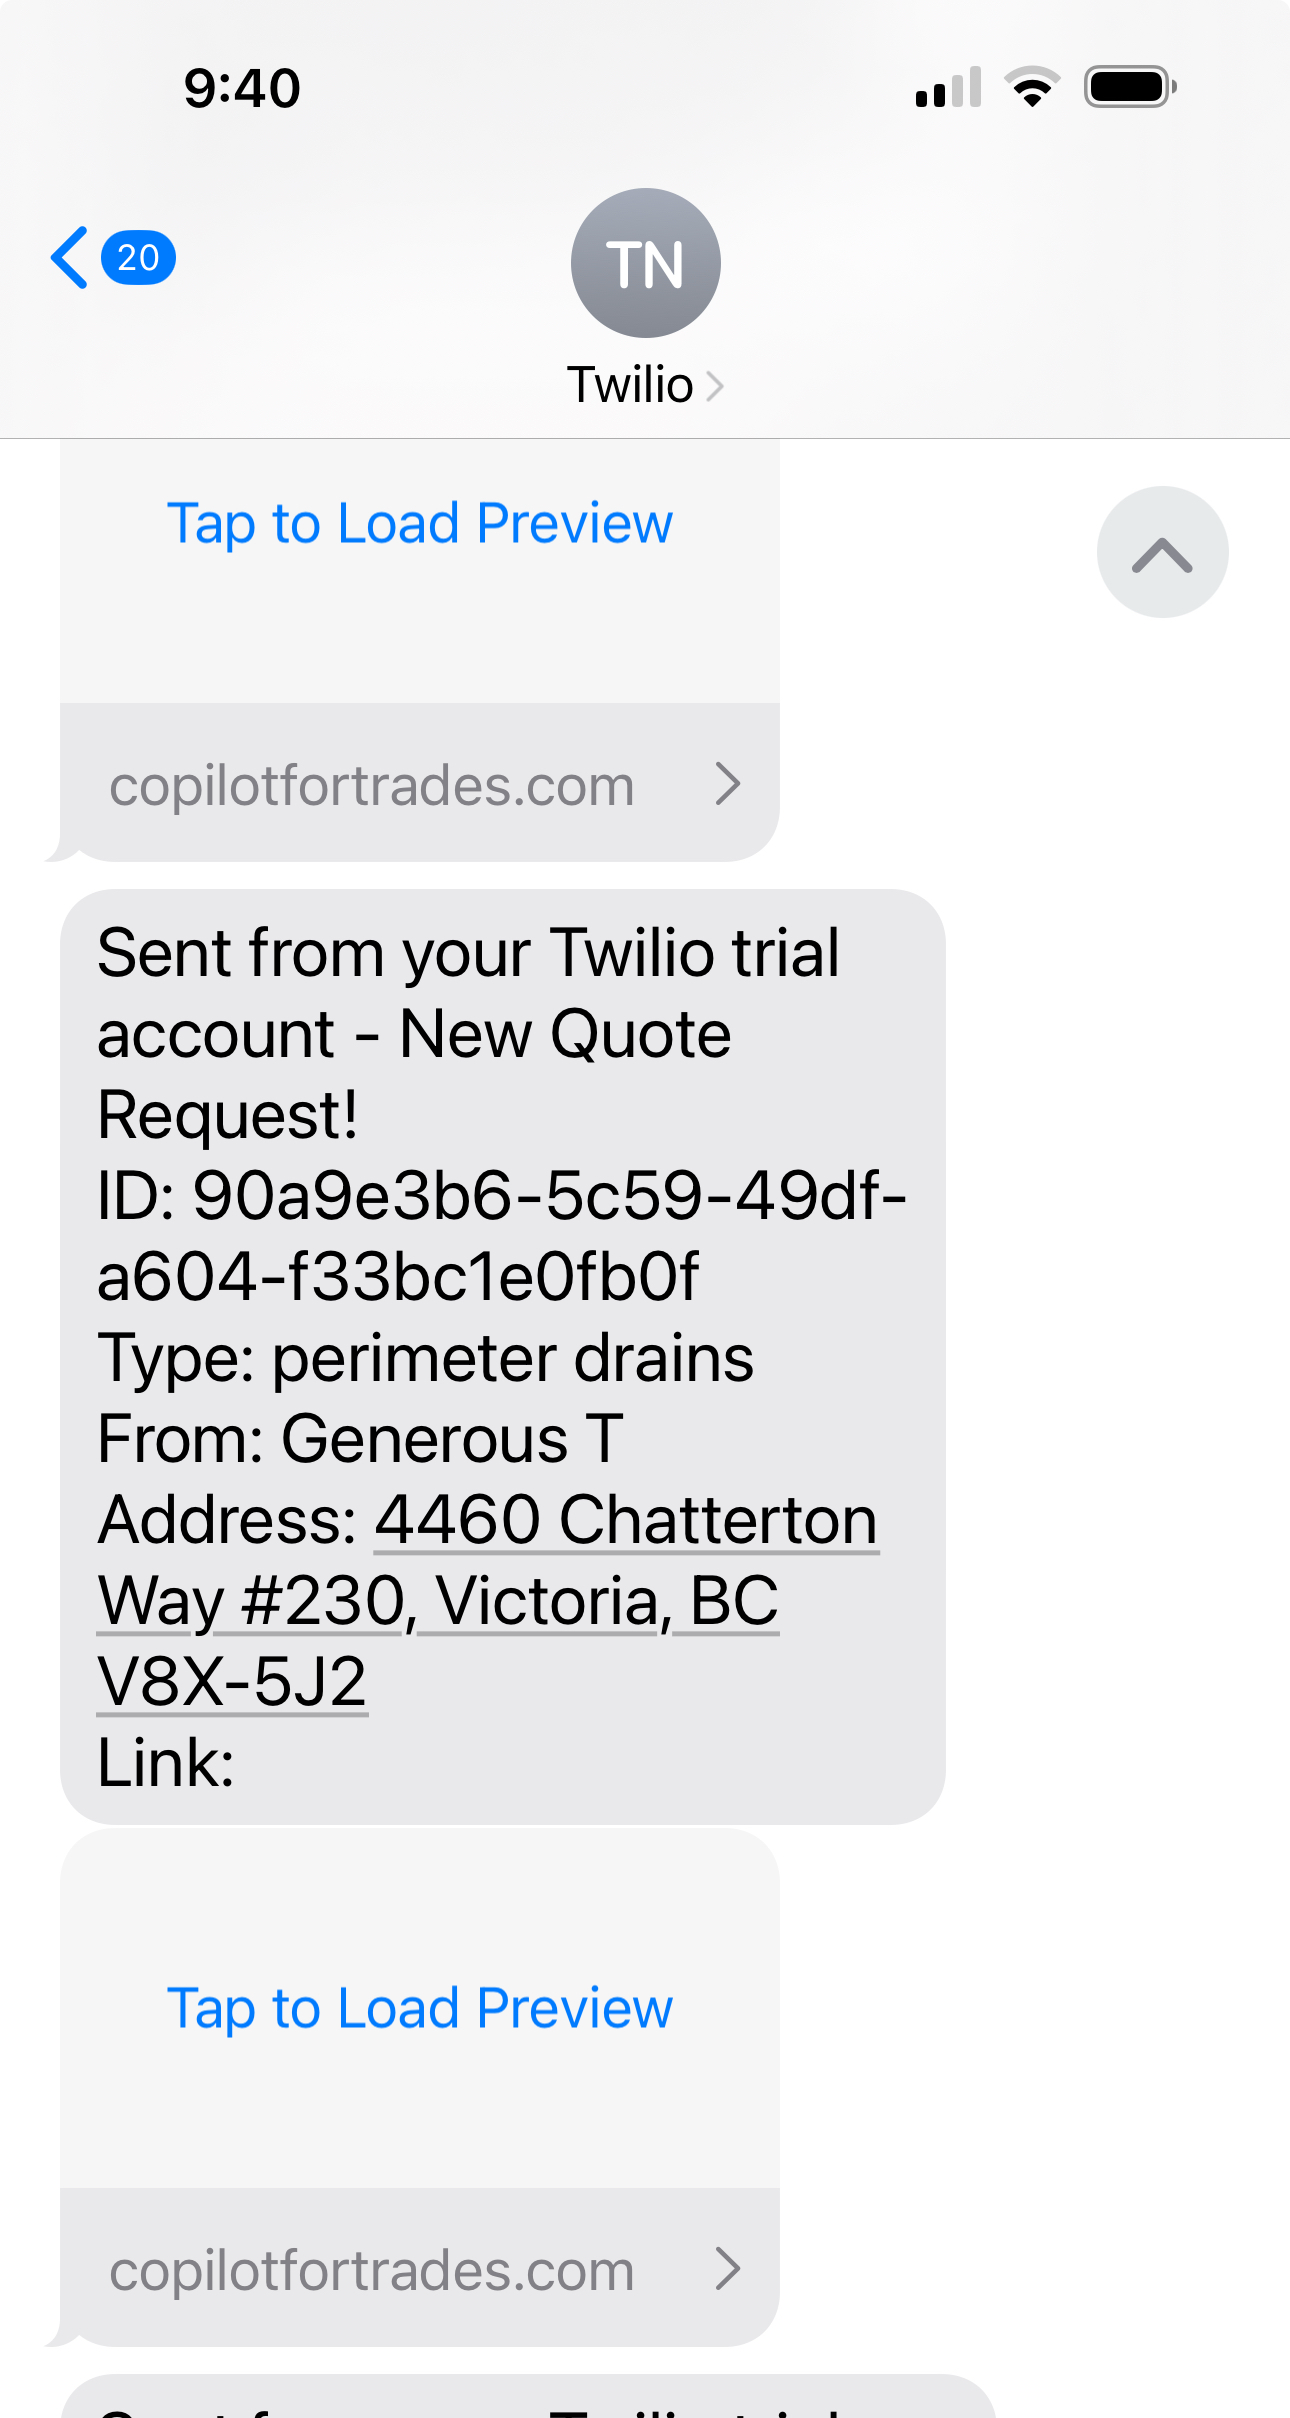 9:40
20
TN
Twilio
Tap to Load Preview
copilotfortrades.com
Sent from your Twilio trial
account - New Quote
Request!
ID: 90a9e3b6-5c59-49df-
a604-f33bc1e0fb0f
Type: perimeter drains
From: Generous T
Address: 4460 Chatterton
Way #230, Victoria, BC
V8X-5J2
Link:
Tap to Load Preview
copilotfortrades.com